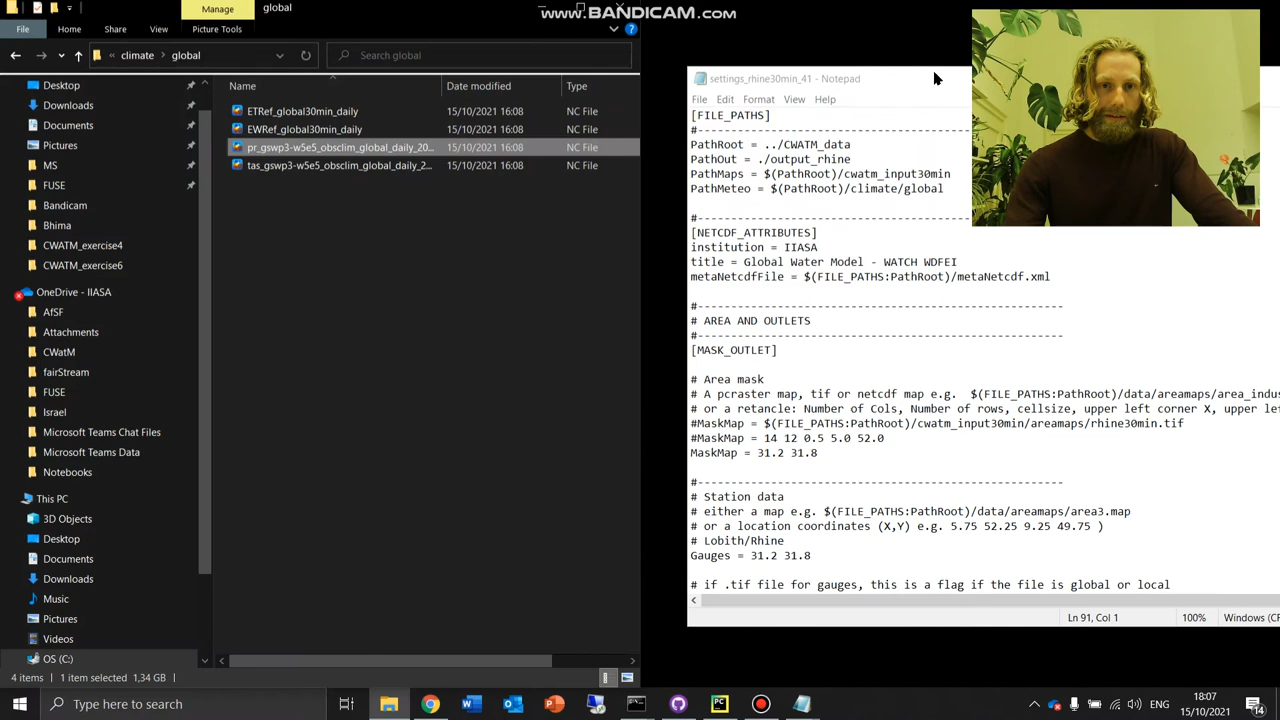 Manage
global
www.BANDICAM.com
File
Home
Share
View
Picture Tools
climate
global
Search global
Desktop
Downloads
Documents
Pictures
MS
FUSE
Bandicam
Bhima
CWATM_exercise4
CWATM_exercise6
OneDrive - IIASA
AfSF
Attachments
CWatM
fairStream
FUSE
Israel
Microsoft Teams Chat Files
Microsoft Teams Data
Notebooks
This PC
3D Objects
Desktop
Documents
Downloads
Music
Pictures
Videos
OS (C:)
Name Date modified Type
ETRef_global30min_daily 15/10/2021 16:08 NC File
EWRef_global30min_daily 15/10/2021 16:08 NC File
pr_gswp3-w5e5_obsclim_global_daily_20... 15/10/2021 16:08 NC File
tas_gswp3-w5e5_obsclim_global_daily_2... 15/10/2021 16:08 NC File
4 items 1 item selected 1,34 GB
settings_rhine30min_41 - Notepad
File Edit Format View Help
[FILE_PATHS]
#-------------------------------------------------------
PathRoot = ../CWATM_data
PathOut = ./output_rhine
PathMaps = $(PathRoot)/cwatm_input30min
PathMeteo = $(PathRoot)/climate/global
#-------------------------------------------------------
[NETCDF_ATTRIBUTES]
institution = IIASA
title = Global Water Model - WATCH WDFEI
metaNetcdfFile = $(FILE_PATHS:PathRoot)/metaNetcdf.xml
#-------------------------------------------------------
# AREA AND OUTLETS
#-------------------------------------------------------
[MASK_OUTLET]
# Area mask
# A pcraster map, tif or netcdf map e.g.  $(FILE_PATHS:PathRoot)/data/areamaps/area_indus
# or a retancle: Number of Cols, Number of rows, cellsize, upper left corner X, upper lef
#MaskMap = $(FILE_PATHS:PathRoot)/cwatm_input30min/areamaps/rhine30min.tif
#MaskMap = 14 12 0.5 5.0 52.0
MaskMap = 31.2 31.8
#-------------------------------------------------------
# Station data
# either a map e.g. $(FILE_PATHS:PathRoot)/data/areamaps/area3.map
# or a location coordinates (X,Y) e.g. 5.75 52.25 9.25 49.75 )
# Lobith/Rhine
Gauges = 31.2 31.8
# if .tif file for gauges, this is a flag if the file is global or local
Ln 91, Col 1 100% Windows (CR
Type here to search
ENG
18:07
15/10/2021